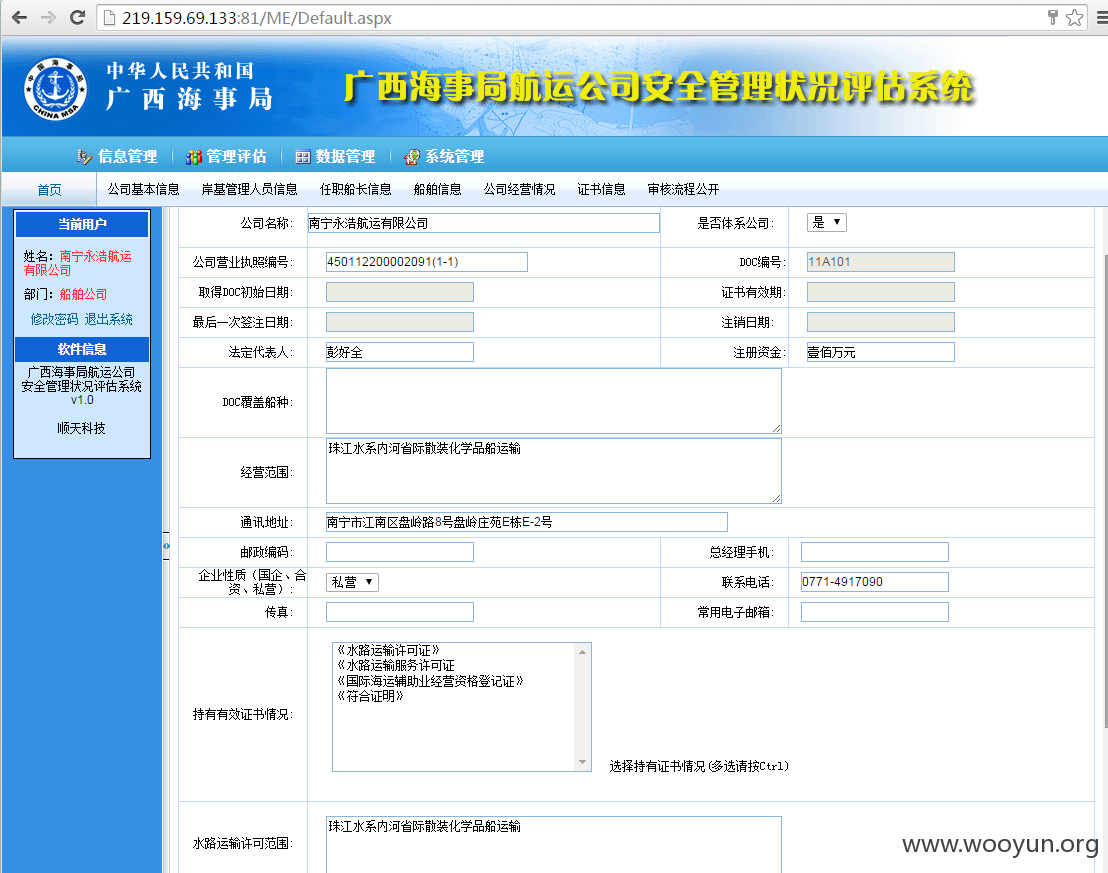 219.159.69.133:81/ME/Default.aspx
中华人民共和国
广西海事局
CHINA MSA
广西海事局航运公司安全管理状况评估系统
信息管理 管理评估 数据管理 系统管理
首页 公司基本信息 岸基管理人员信息 任职船长信息 船舶信息 公司经营情况 证书信息 审核流程公开
当前用户
姓名：南宁永浩航运
有限公司
部门：船舶公司
修改密码 退出系统
软件信息
广西海事局航运公司
安全管理状况评估系统
v1.0
顺天科技
公司名称： 南宁永浩航运有限公司 是否体系公司： 是
公司营业执照编号： 450112200002091(1-1) DOC编号： 11A101
取得DOC初始日期： 证书有效期：
最后一次签注日期： 注销日期：
法定代表人： 彭好全 注册资金： 壹佰万元
DOC覆盖船种：
经营范围： 珠江水系内河省际散装化学品船运输
通讯地址： 南宁市江南区盘岭路8号盘岭庄苑E栋E-2号
邮政编码： 总经理手机：
企业性质（国企、合
资、私营）： 私营 联系电话： 0771-4917090
传真： 常用电子邮箱：
持有有效证书情况：
《水路运输许可证》
《水路运输服务许可证
《国际海运辅助业经营资格登记证》
《符合证明》
选择持有证书情况(多选请按Ctrl)
水路运输许可范围： 珠江水系内河省际散装化学品船运输
www.wooyun.org